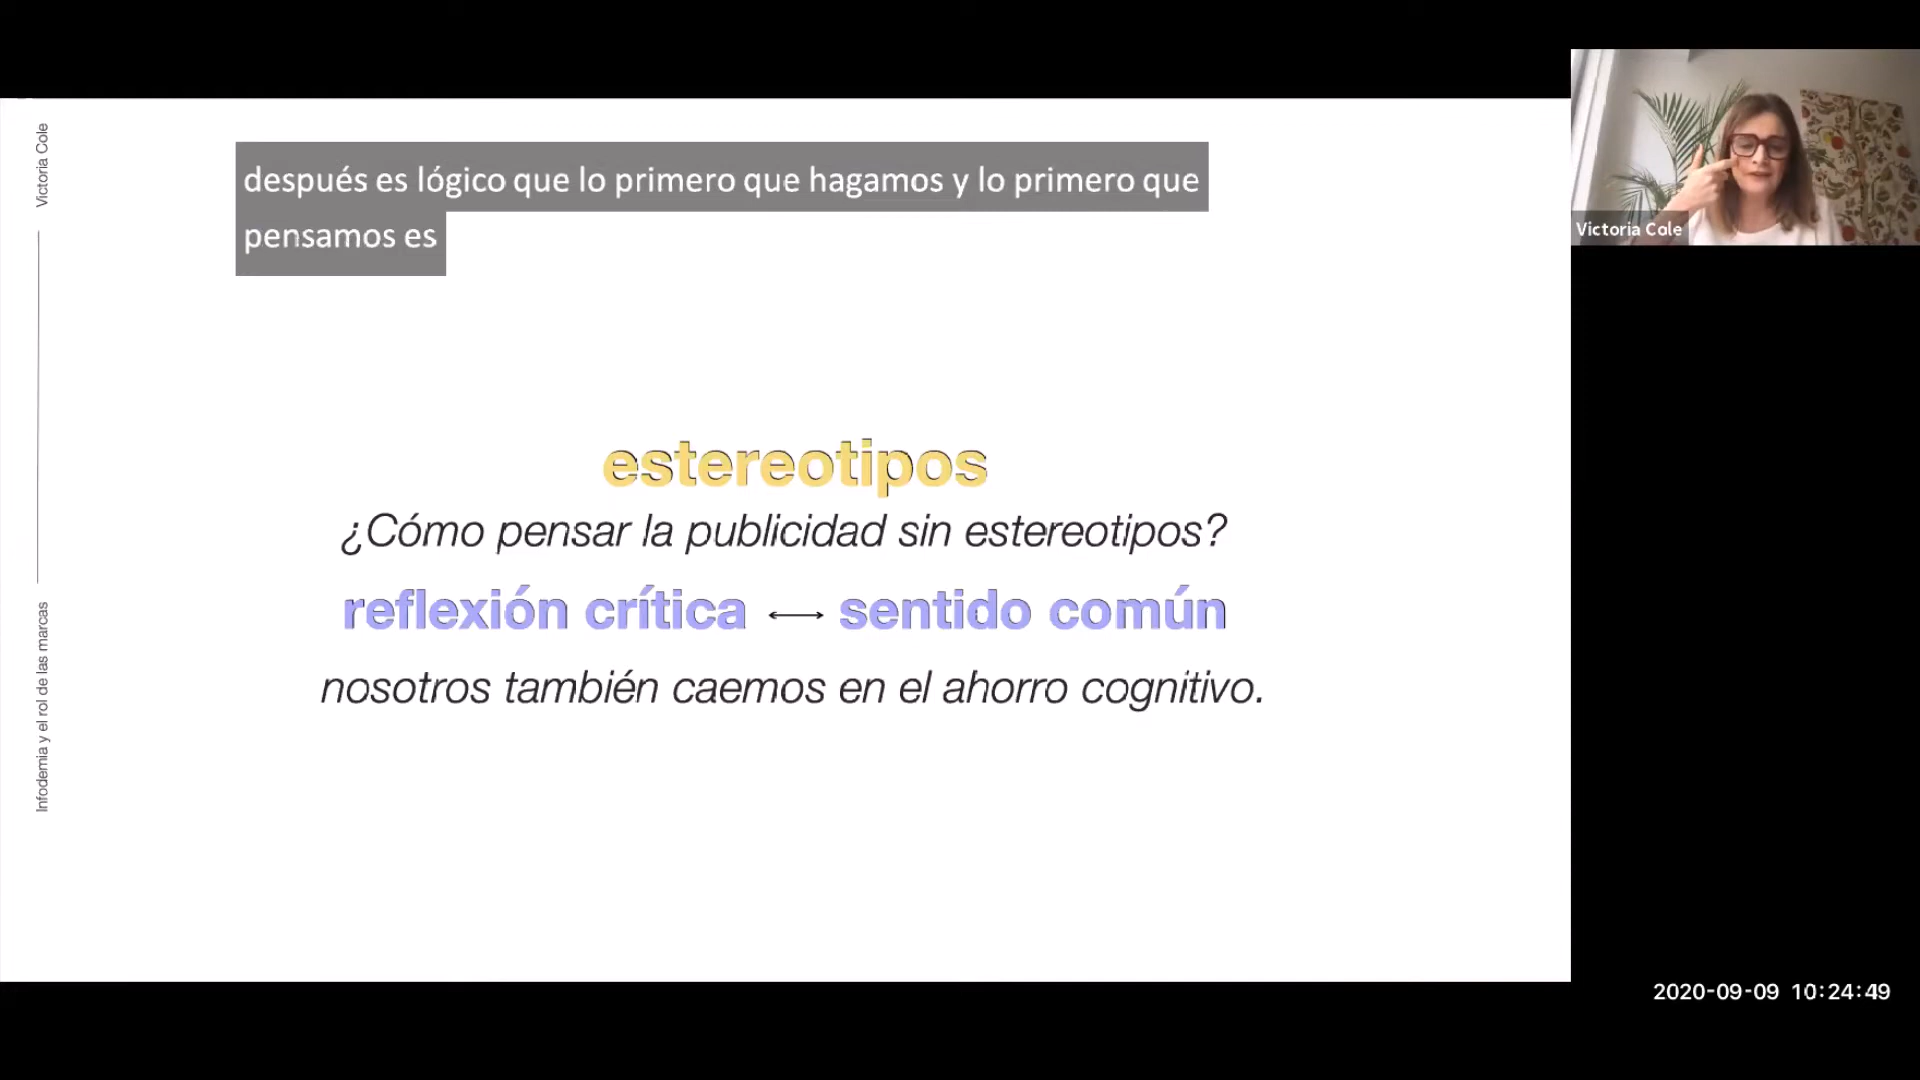 Victoria Cole
Infodemia y el rol de las marcas
después es lógico que lo primero que hagamos y lo primero que
pensamos es
estereotipos
¿Cómo pensar la publicidad sin estereotipos?
reflexión crítica ⟷ sentido común
nosotros también caemos en el ahorro cognitivo.
Victoria Cole
2020-09-09 10:24:49